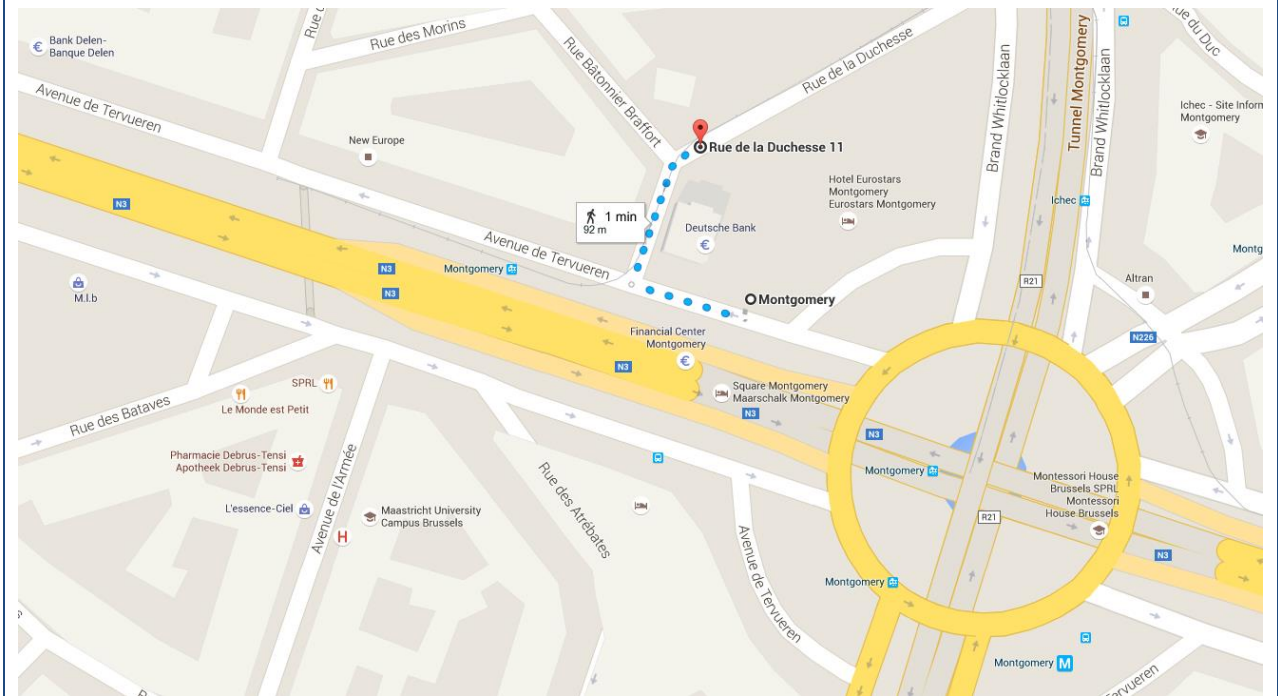 Bank Delen-
Banque Delen
Rue des Morins
Rue de la Duchesse
Rue Bâtonnier Braffort
Brand Whitlocklaan
Tunnel Montgomery
Brand Whitlocklaan
Rue du Duc
Ichec - Site Inform
Montgomery
Avenue de Tervueren
New Europe
Rue de la Duchesse 11
Hotel Eurostars
Montgomery
Eurostars Montgomery
Ichec
N3
1 min
92 m
Deutsche Bank
Avenue de Tervueren
Montgomery
N3
N3
R21
Altran
M.I.b
Montgomery
N226
Financial Center
Montgomery
N3
SPRL
Le Monde est Petit
Square Montgomery
Maarschalk Montgomery
N3
N3
Rue des Bataves
Pharmacie Debrus-Tensi
Apotheek Debrus-Tensi
Avenue de l'Armée
Rue des Atrébates
Montgomery
Montessori House
Brussels SPRL
Montessori
House Brussels
L'essence-Ciel
Maastricht University
Campus Brussels
H
R21
N3
Avenue de Tervueren
Montgomery
Montgomery M